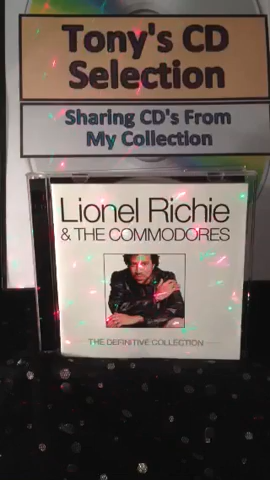 Tony's CD
Selection
Sharing CD's From
My Collection
Lionel Richie
& THE COMMODORES
THE DEFINITIVE COLLECTION